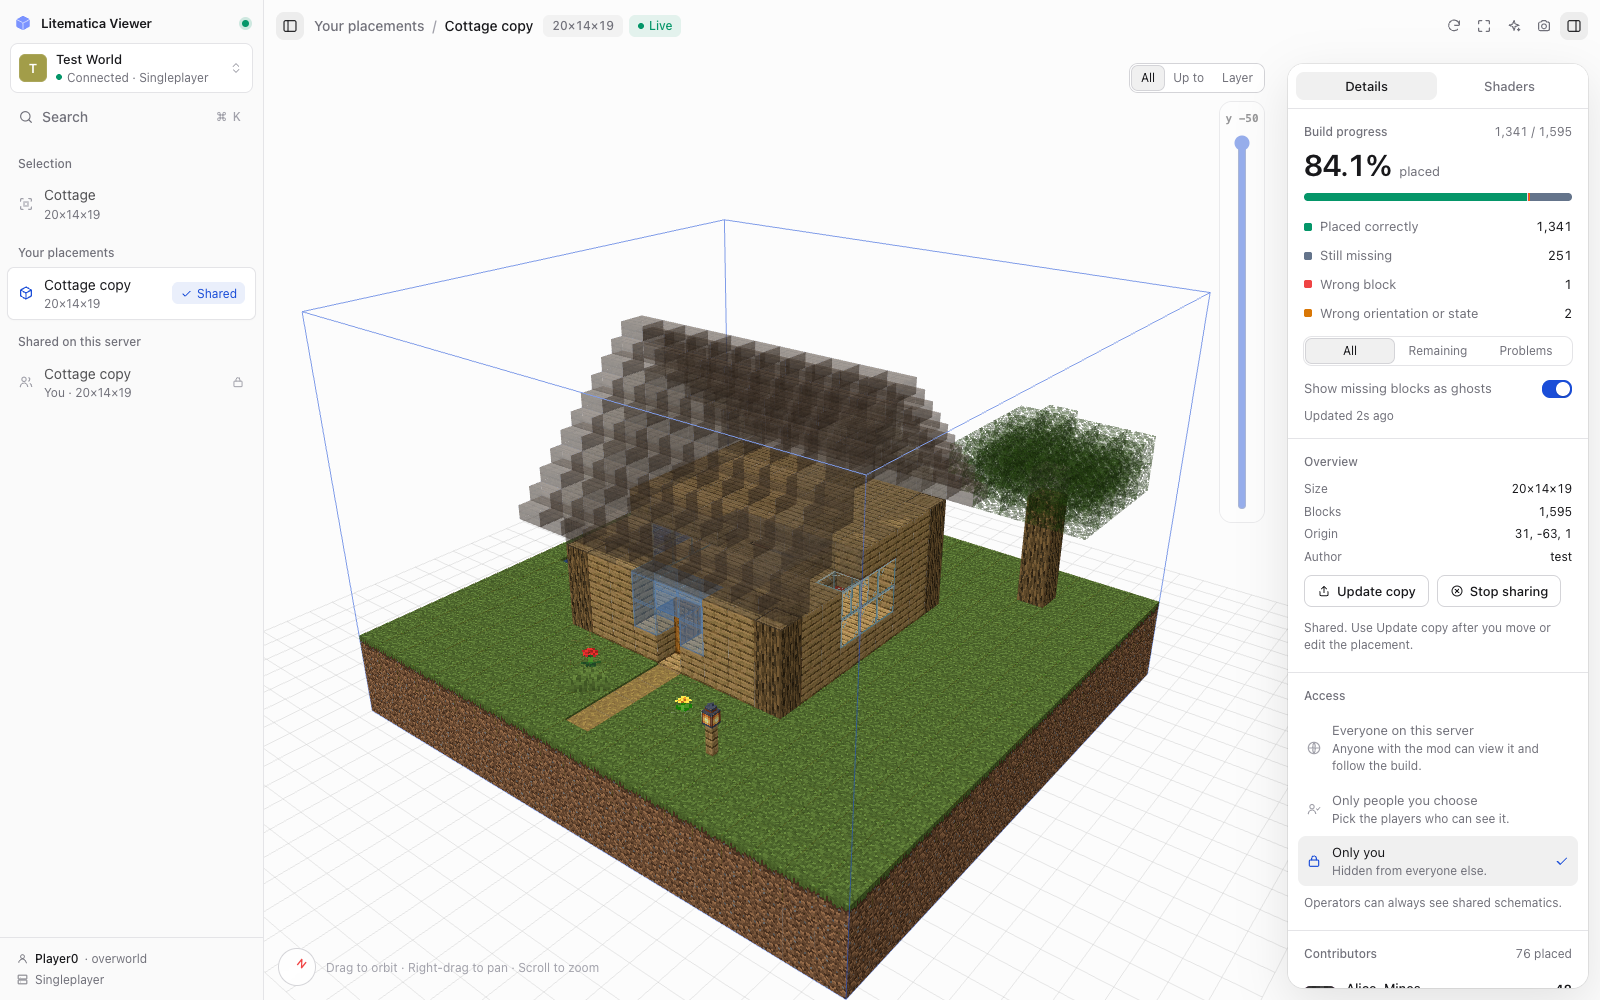 Litematica Viewer
T
Test World
Connected · Singleplayer
Search
⌘ K
Selection
Cottage
20×14×19
Your placements
Cottage copy
20×14×19
Shared
Shared on this server
Cottage copy
You · 20×14×19
Player0 · overworld
Singleplayer
Your placements / Cottage copy
20×14×19
Live
All
Up to
Layer
y −50
N
Drag to orbit · Right-drag to pan · Scroll to zoom
Details
Shaders
Build progress
1,341 / 1,595
84.1% placed
Placed correctly
1,341
Still missing
251
Wrong block
1
Wrong orientation or state
2
All
Remaining
Problems
Show missing blocks as ghosts
Updated 2s ago
Overview
Size
20×14×19
Blocks
1,595
Origin
31, -63, 1
Author
test
Update copy
Stop sharing
Shared. Use Update copy after you move or
edit the placement.
Access
Everyone on this server
Anyone with the mod can view it and
follow the build.
Only people you choose
Pick the players who can see it.
Only you
Hidden from everyone else.
Operators can always see shared schematics.
Contributors
76 placed